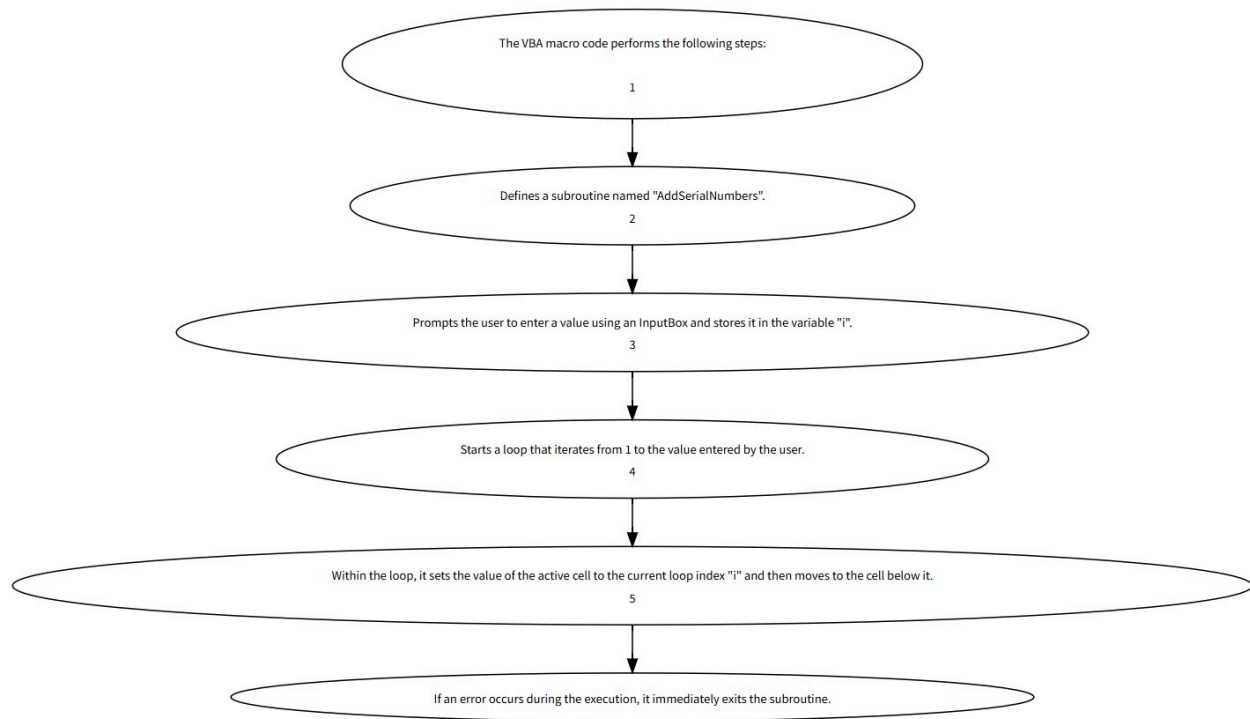 The VBA macro code performs the following steps:
1
Defines a subroutine named "AddSerialNumbers".
2
Prompts the user to enter a value using an InputBox and stores it in the variable "i".
3
Starts a loop that iterates from 1 to the value entered by the user.
4
Within the loop, it sets the value of the active cell to the current loop index "i" and then moves to the cell below it.
5
If an error occurs during the execution, it immediately exits the subroutine.